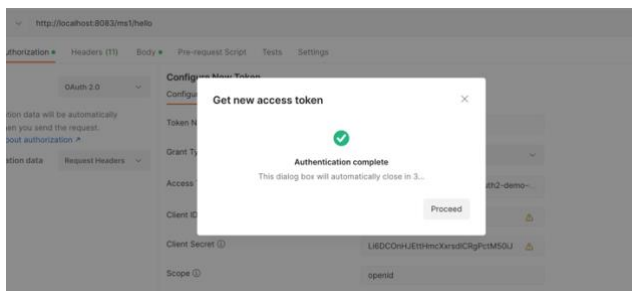 http://localhost:8083/ms1/hello
uthorization Headers (11) Body Pre-request Script Tests Settings
OAuth 2.0
tion data will be automatically
en you send the request.
bout authorization ↗
ation data Request Headers
Configure New Token
Configu
Token N
Grant Ty
Access
uth2-demo-
Client ID
Client Secret
Scope
openid
Get new access token
Authentication complete
This dialog box will automatically close in 3...
Proceed